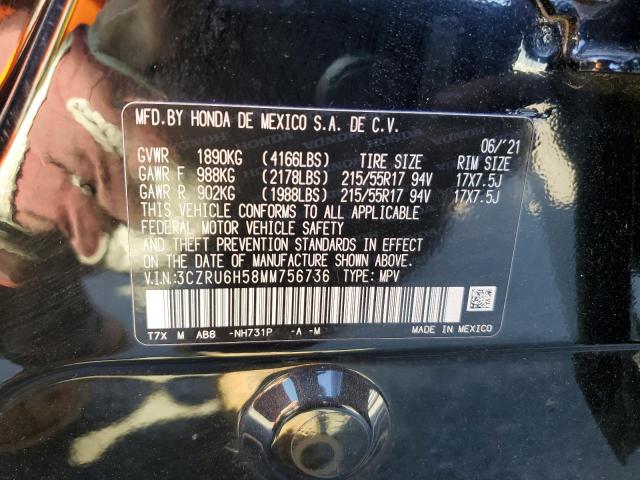 MFD.BY HONDA DE MEXICO S.A. DE C.V.
06/'21
GVWR 1890KG (4166LBS) TIRE SIZE RIM SIZE
GAWR F 988KG (2178LBS) 215/55R17 94V 17X7.5J
GAWR R 902KG (1988LBS) 215/55R17 94V 17X7.5J
THIS VEHICLE CONFORMS TO ALL APPLICABLE
FEDERAL MOTOR VEHICLE SAFETY
AND THEFT PREVENTION STANDARDS IN EFFECT
ON THE DATE OF MANUFACTURE SHOWN ABOVE.
V.I.N.:3CZRU6H58MM756736 TYPE: MPV
T7X M AB8 -NH731P -A -M
MADE IN MEXICO